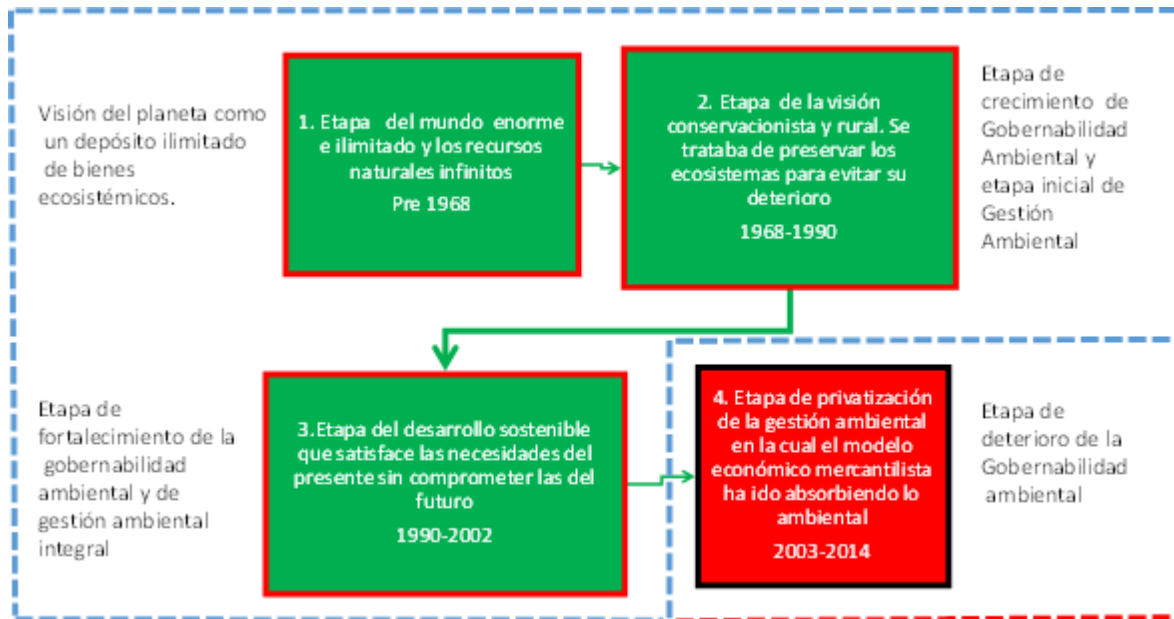 Visión del planeta como
un depósito ilimitado
de bienes
ecosistémicos.
1. Etapa del mundo enorme
e ilimitado y los recursos
naturales infinitos
Pre 1968
2. Etapa de la visión
conservacionista y rural. Se
trataba de preservar los
ecosistemas para evitar su
deterioro
1968-1990
Etapa de
crecimiento de
Gobernabilidad
Ambiental y
etapa inicial de
Gestión
Ambiental
Etapa de
fortalecimiento de la
gobernabilidad
ambiental y de
gestión ambiental
integral
3.Etapa del desarrollo sostenible
que satisface las necesidades del
presente sin comprometer las del
futuro
1990-2002
4. Etapa de privatización
de la gestión ambiental
en la cual el modelo
económico mercantilista
ha ido absorbiendo lo
ambiental
2003-2014
Etapa de
deterioro de la
Gobernabilidad
ambiental